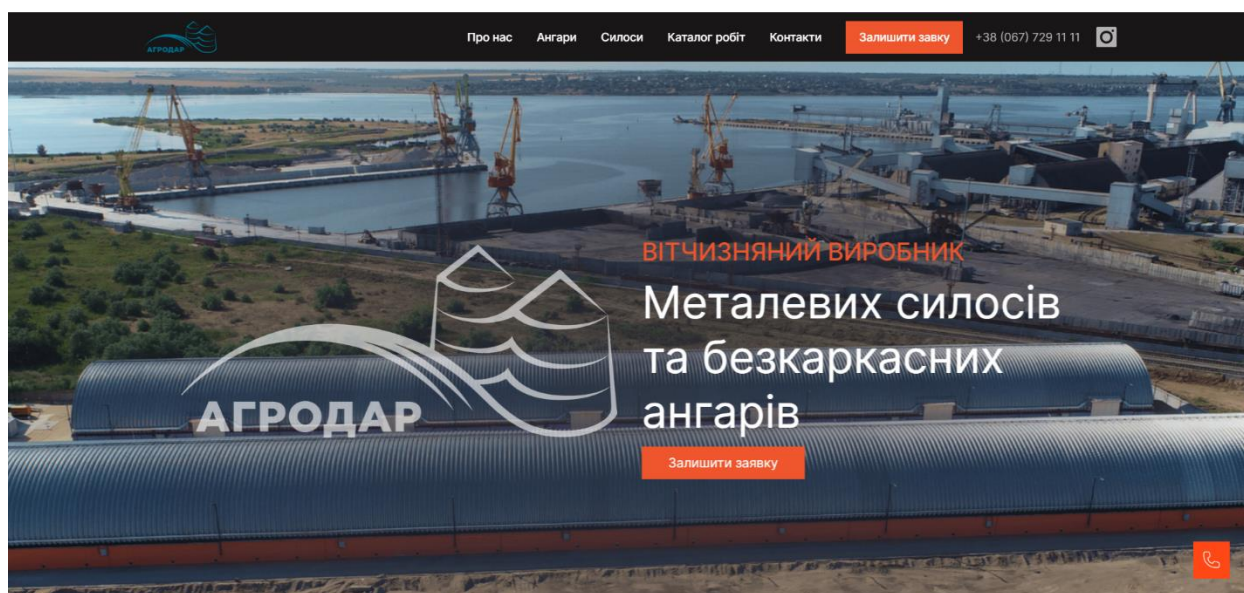 АГРОДАР
Про нас
Ангари
Силоси
Каталог робіт
Контакти
Залишити завку
+38 (067) 729 11 11
ВІТЧИЗНЯНИЙ ВИРОБНИК
Металевих силосів
та безкаркасних
ангарів
АГРОДАР
Залишити заявку